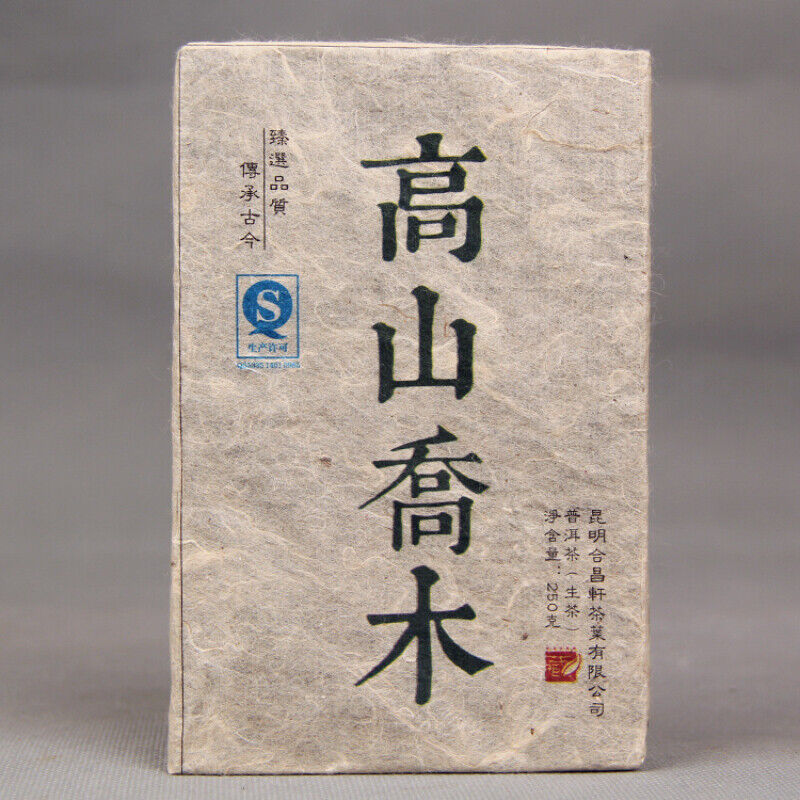 昆明合昌軒茶葉有限公司
普洱茶（生茶）
淨含量：250克
高山喬木
臻選品質
傳承古今
S
生产许可